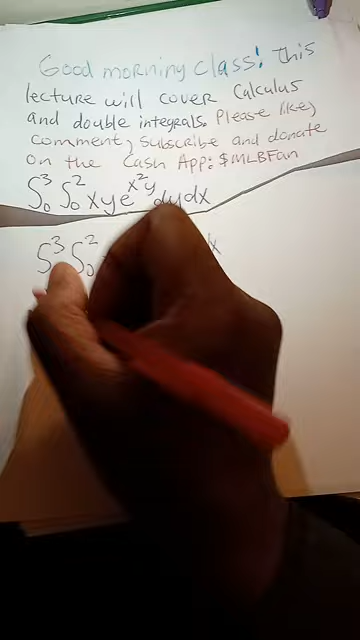 Good morning class! This
lecture will cover Calculus
and double integrals. Please like,
comment, subscribe and donate
on the Cash App: $MLBFan
∫₀³ ∫₀² xye^(x²y) dydx
∫ ³ ∫₀²